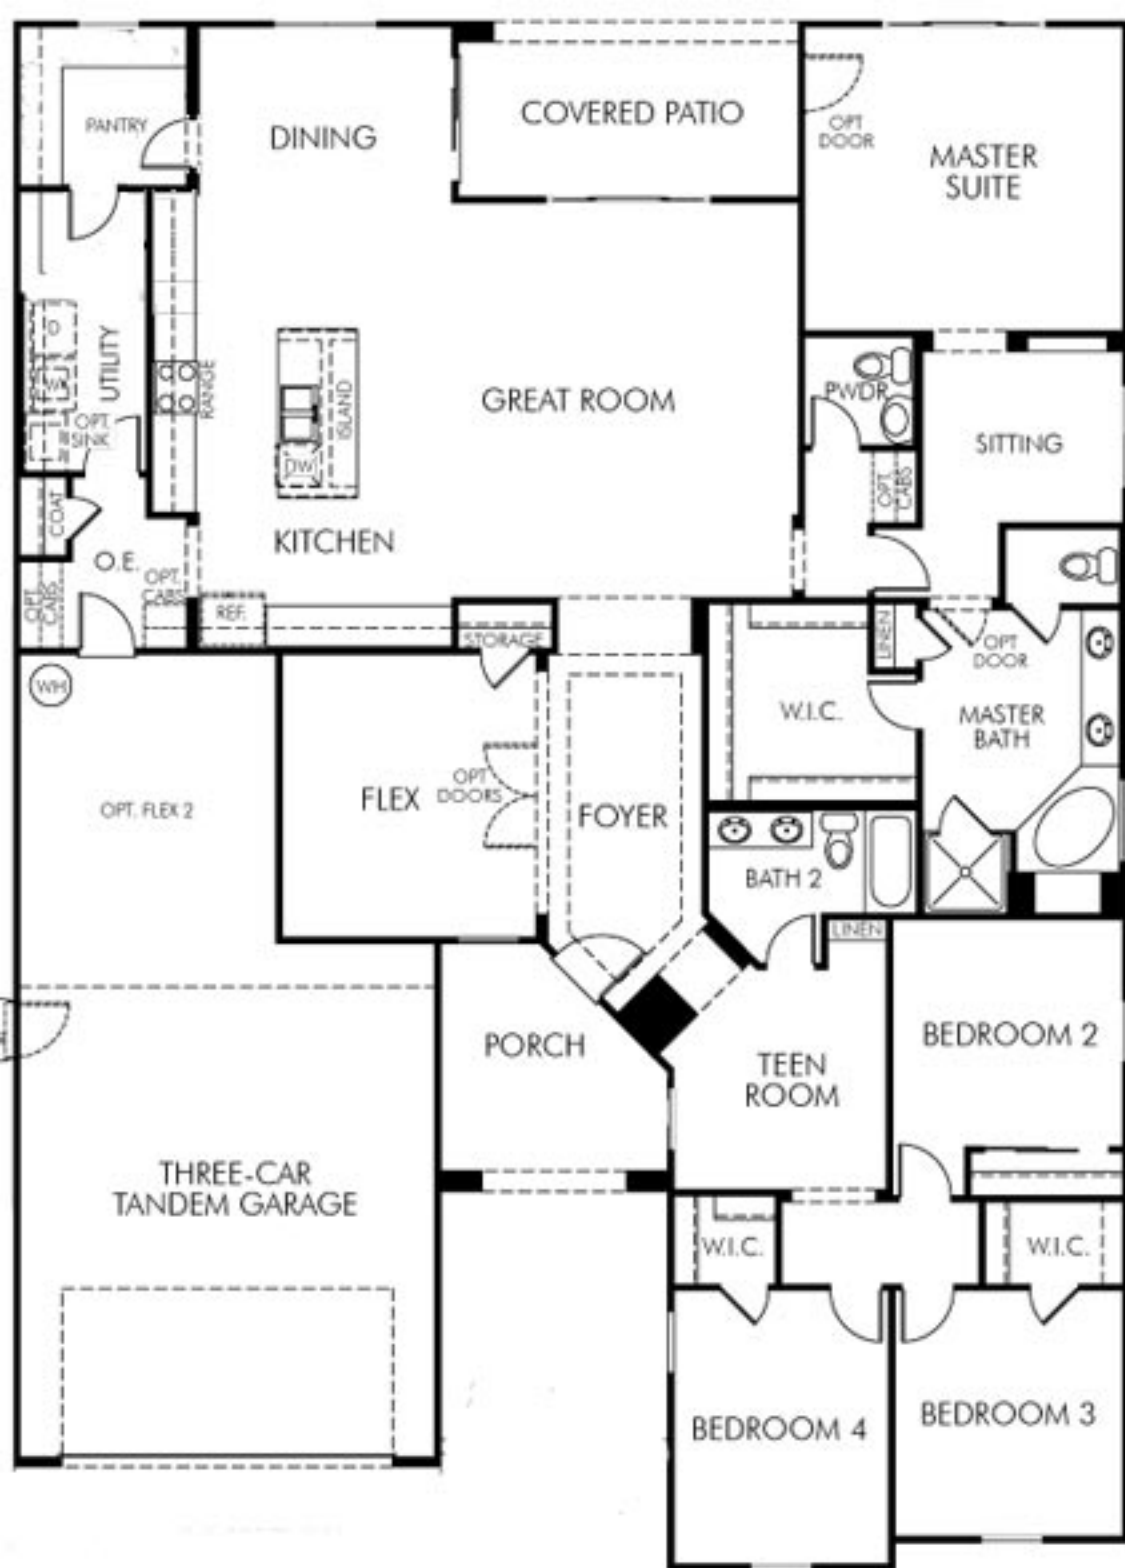 PANTRY
DINING
COVERED PATIO
OPT
DOOR
MASTER
SUITE
D
W
UTILITY
OPT.
SINK
RANGE
ISLAND
DW
GREAT ROOM
PWDR
OPT.
CABS
SITTING
COAT
O.E.
KITCHEN
OPT.
CABS
OPT.
CABS
REF.
STORAGE
LINEN
OPT
DOOR
WH
W.I.C.
MASTER
BATH
OPT. FLEX 2
FLEX
OPT
DOORS
FOYER
BATH 2
LINEN
PORCH
TEEN
ROOM
BEDROOM 2
THREE-CAR
TANDEM GARAGE
W.I.C.
W.I.C.
BEDROOM 4
BEDROOM 3